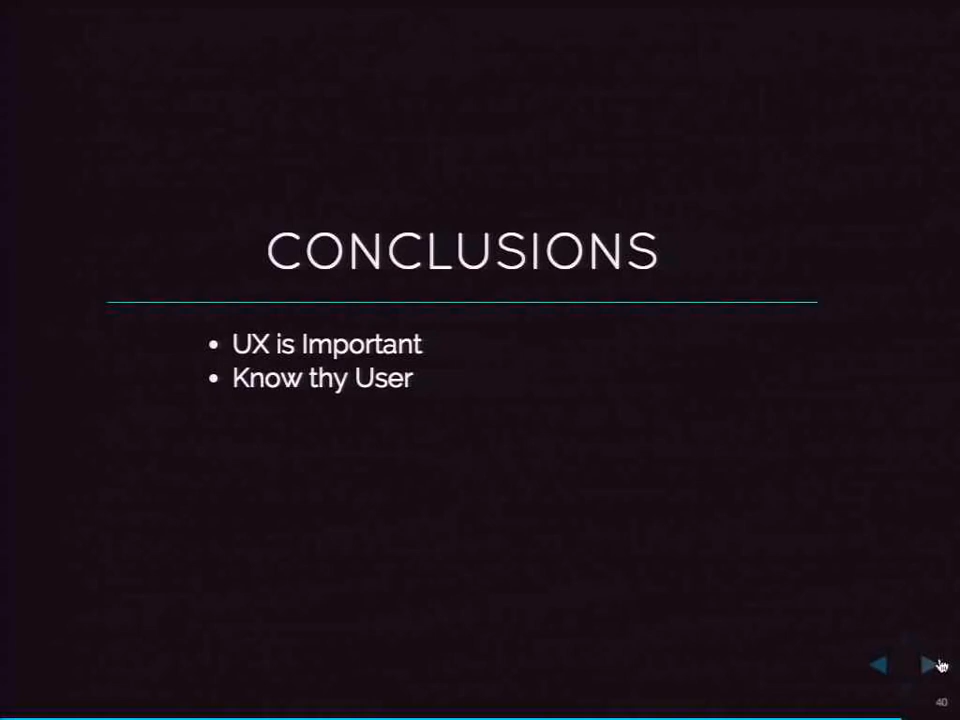 CONCLUSIONS
• UX is Important
• Know thy User
40